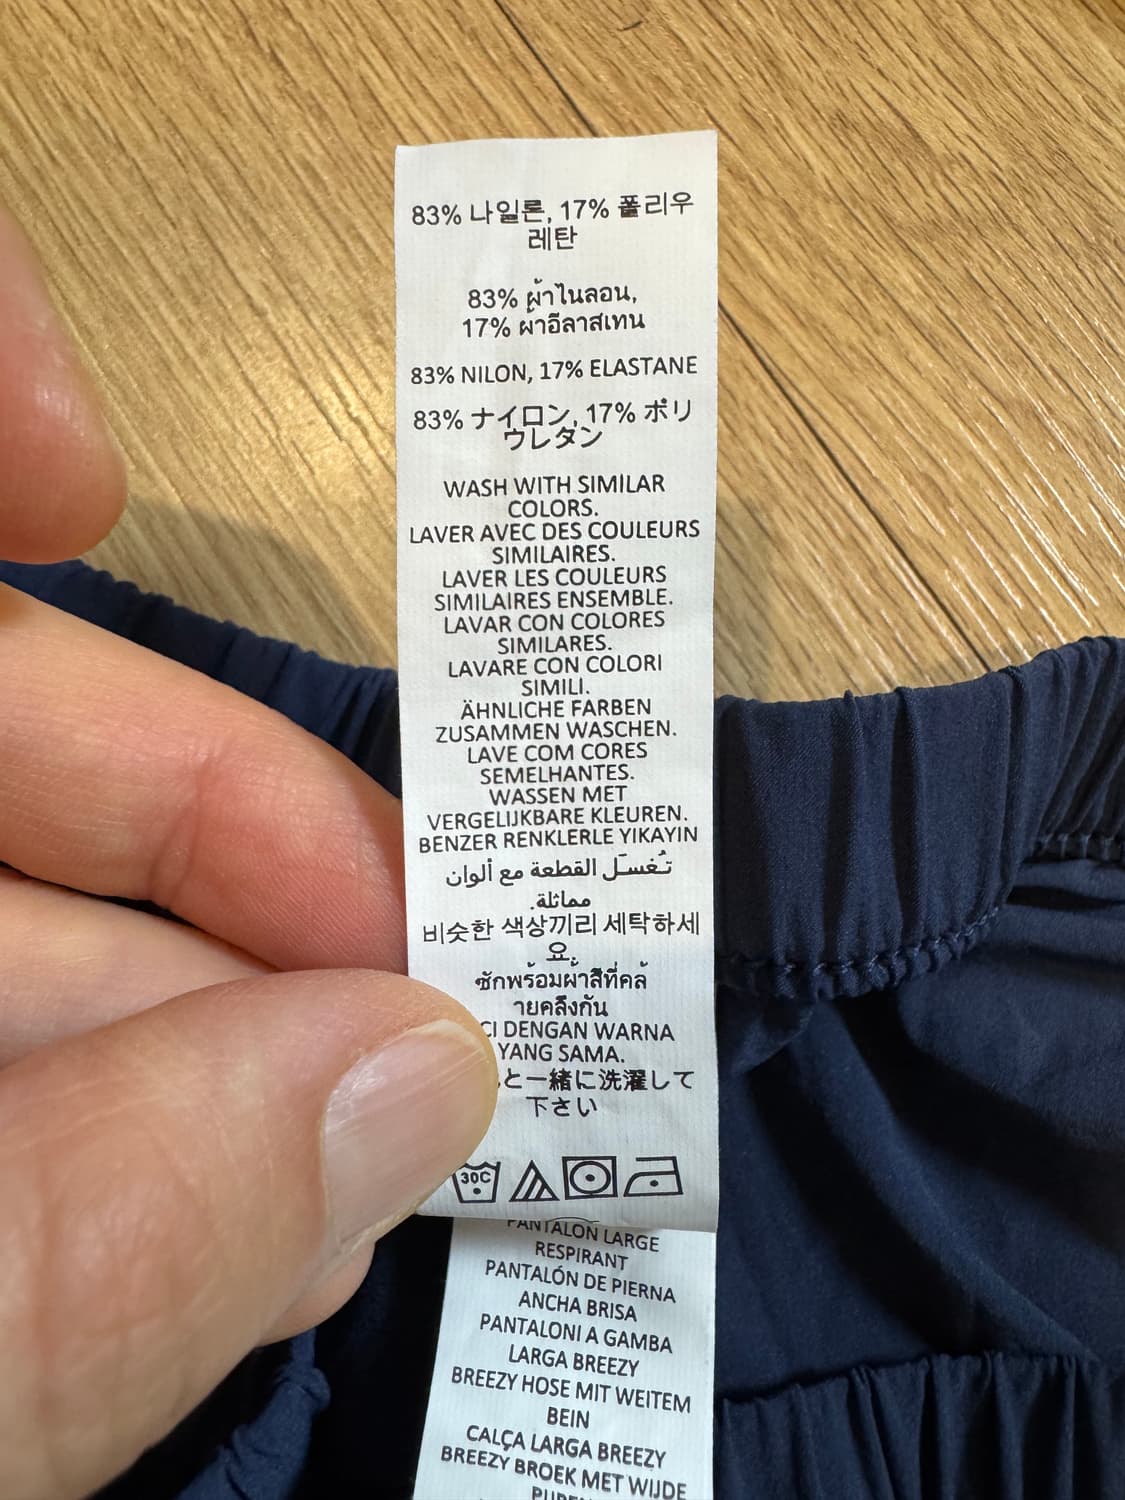 83% 나일론, 17% 폴리우
레탄
83% ผ้าไนลอน,
17% ผ้าอีลาสเทน
83% NILON, 17% ELASTANE
83% ナイロン, 17% ポリ
ウレタン
WASH WITH SIMILAR
COLORS.
LAVER AVEC DES COULEURS
SIMILAIRES.
LAVER LES COULEURS
SIMILAIRES ENSEMBLE.
LAVAR CON COLORES
SIMILARES.
LAVARE CON COLORI
SIMILI.
ÄHNLICHE FARBEN
ZUSAMMEN WASCHEN.
LAVE COM CORES
SEMELHANTES.
WASSEN MET
VERGELIJKBARE KLEUREN.
BENZER RENKLERLE YIKAYIN
تُغسَل القطعة مع ألوان
مماثلة.
비슷한 색상끼리 세탁하세
요.
ซักพร้อมผ้าสีที่คล้
ายคลึงกัน
CI DENGAN WARNA
YANG SAMA.
と一緒に洗濯して
下さい
30C
PANTALON LARGE
RESPIRANT
PANTALÓN DE PIERNA
ANCHA BRISA
PANTALONI A GAMBA
LARGA BREEZY
BREEZY HOSE MIT WEITEM
BEIN
CALÇA LARGA BREEZY
BREEZY BROEK MET WIJDE